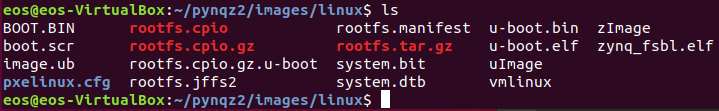 eos@eos-VirtualBox:~/pynqz2/images/linux$ ls
BOOT.BIN rootfs.cpio rootfs.manifest u-boot.bin zImage
boot.scr rootfs.cpio.gz rootfs.tar.gz u-boot.elf zynq_fsbl.elf
image.ub rootfs.cpio.gz.u-boot system.bit uImage
pxelinux.cfg rootfs.jffs2 system.dtb vmlinux
eos@eos-VirtualBox:~/pynqz2/images/linux$